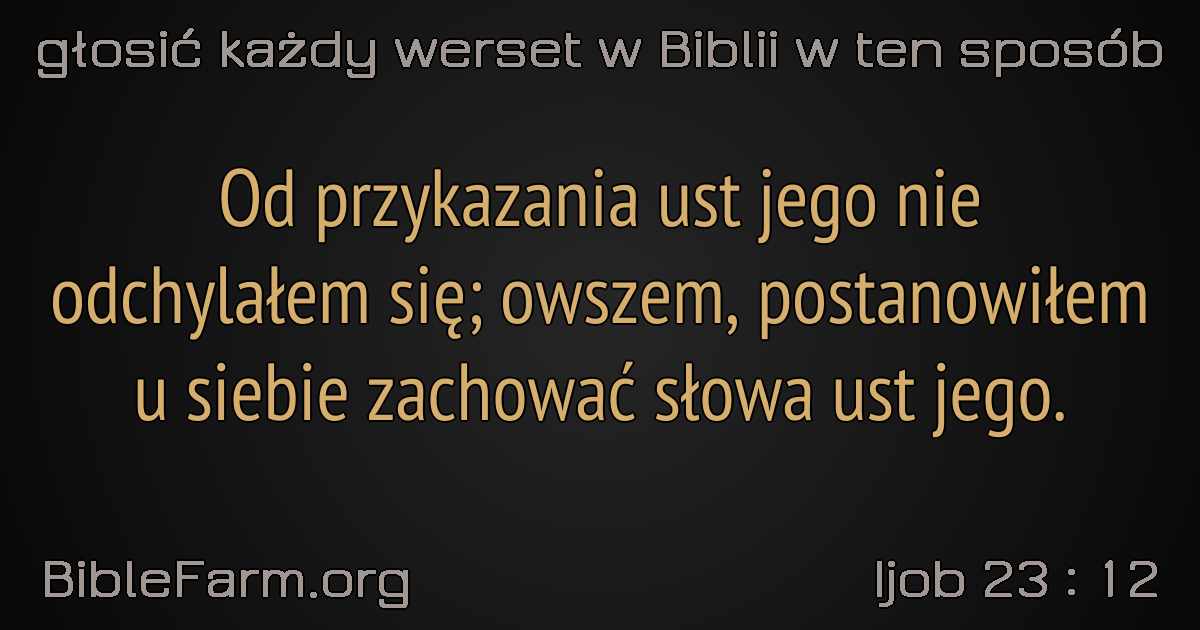 głosić każdy werset w Biblii w ten sposób
Od przykazania ust jego nie
odchylałem się; owszem, postanowiłem
u siebie zachować słowa ust jego.
BibleFarm.org
Ijob 23 : 12